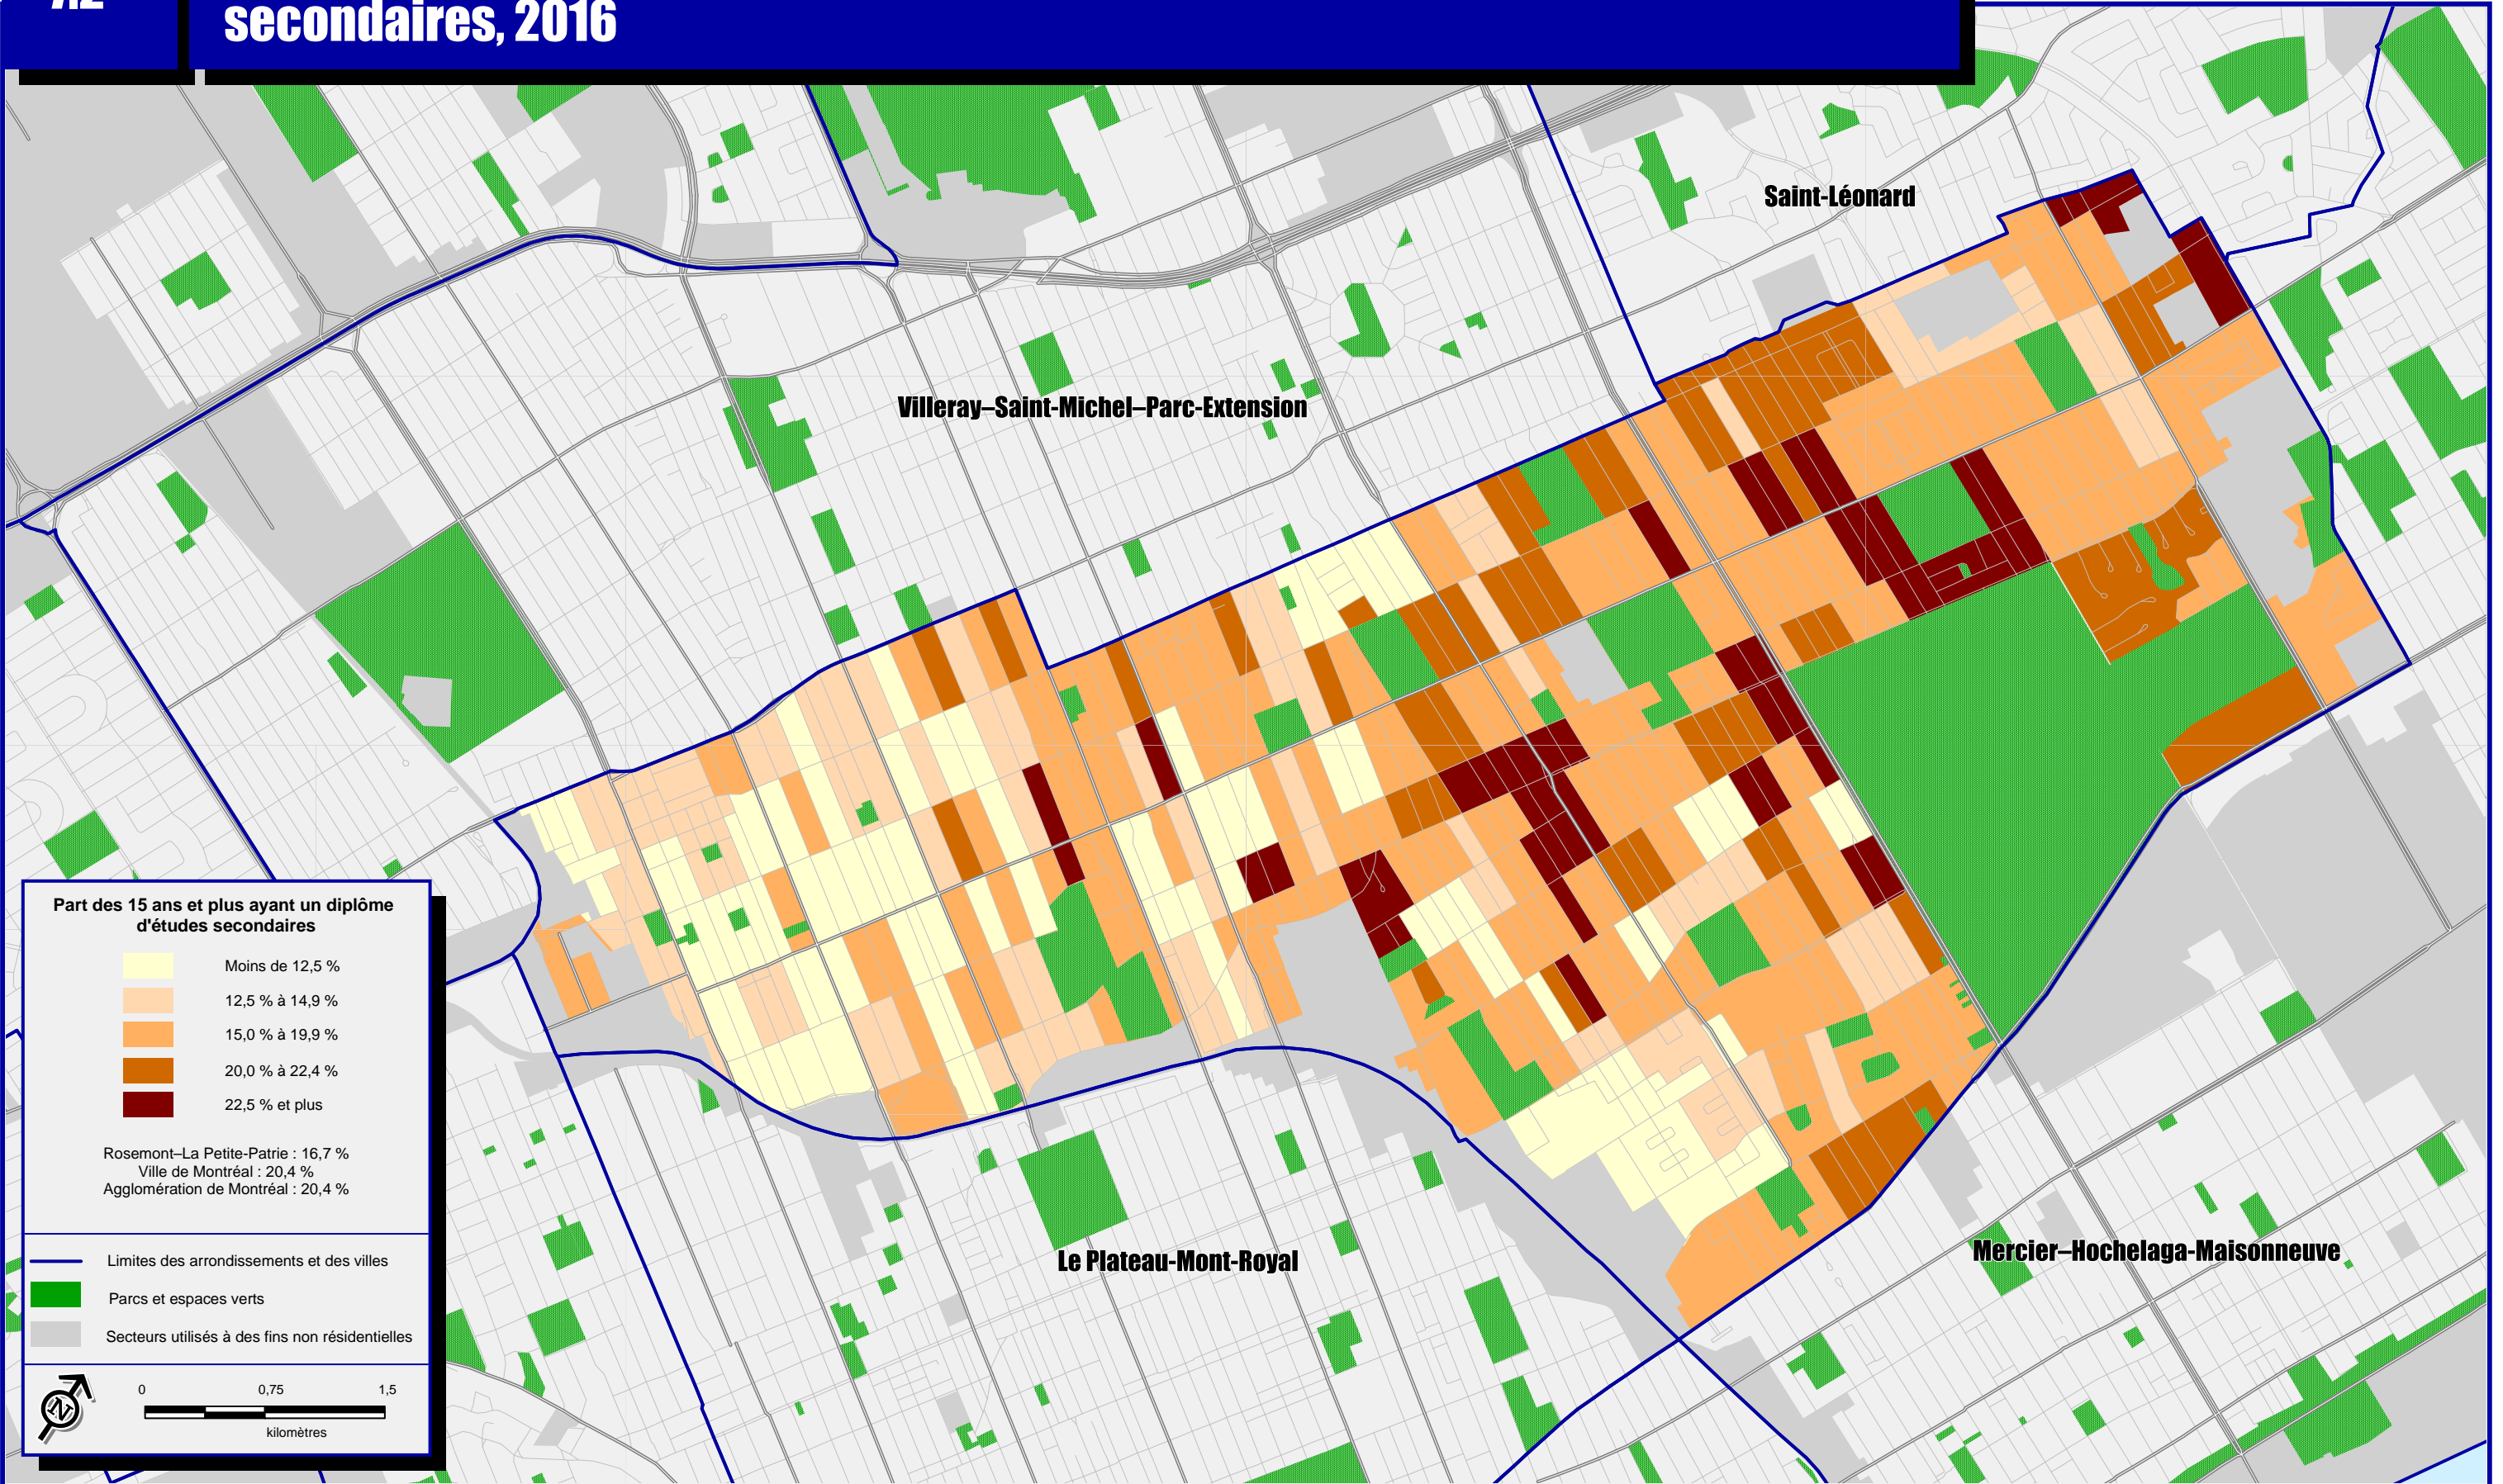 secondaires, 2016
Saint-Léonard
Villeray–Saint-Michel–Parc-Extension
Le Plateau-Mont-Royal
Mercier–Hochelaga-Maisonneuve
Part des 15 ans et plus ayant un diplôme
d'études secondaires
Moins de 12,5 %
12,5 % à 14,9 %
15,0 % à 19,9 %
20,0 % à 22,4 %
22,5 % et plus
Rosemont–La Petite-Patrie : 16,7 %
Ville de Montréal : 20,4 %
Agglomération de Montréal : 20,4 %
Limites des arrondissements et des villes
Parcs et espaces verts
Secteurs utilisés à des fins non résidentielles
N
0 0,75 1,5
kilomètres